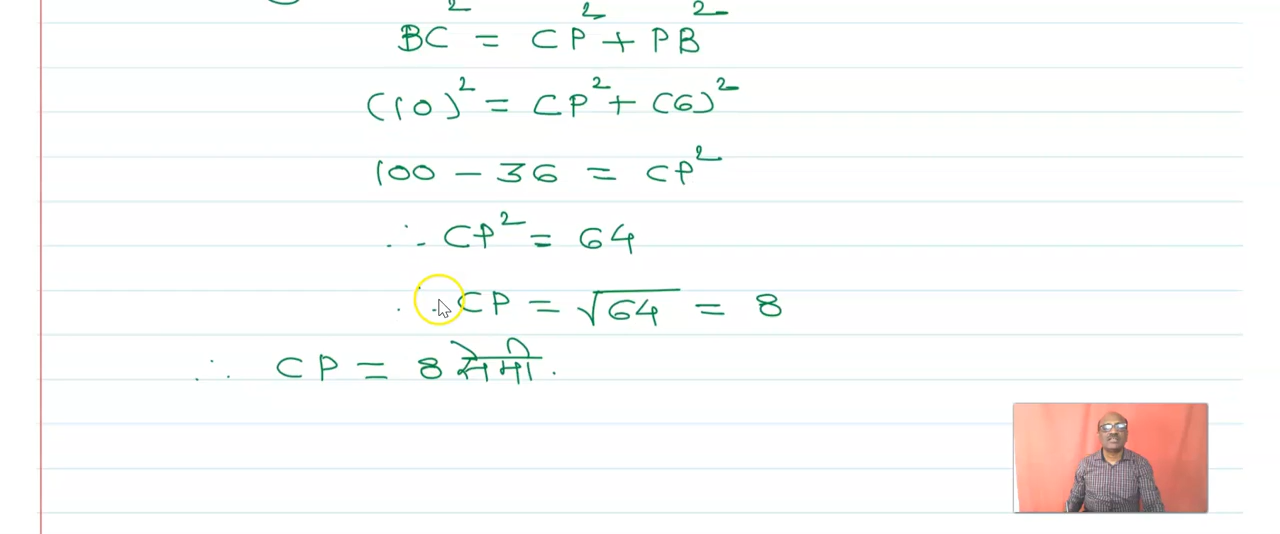 BC² = CP² + PB²
(10)² = CP² + (6)²
100 - 36 = CP²
∴ CP² = 64
∴ CP = √64 = 8
∴ CP = 8 सेमी.